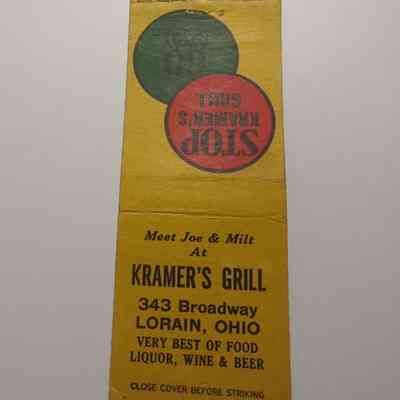 GO
STOP
KRAMER'S
GRILL
Meet Joe & Milt
At
KRAMER'S GRILL
343 Broadway
LORAIN, OHIO
VERY BEST OF FOOD
LIQUOR, WINE & BEER
CLOSE COVER BEFORE STRIKING